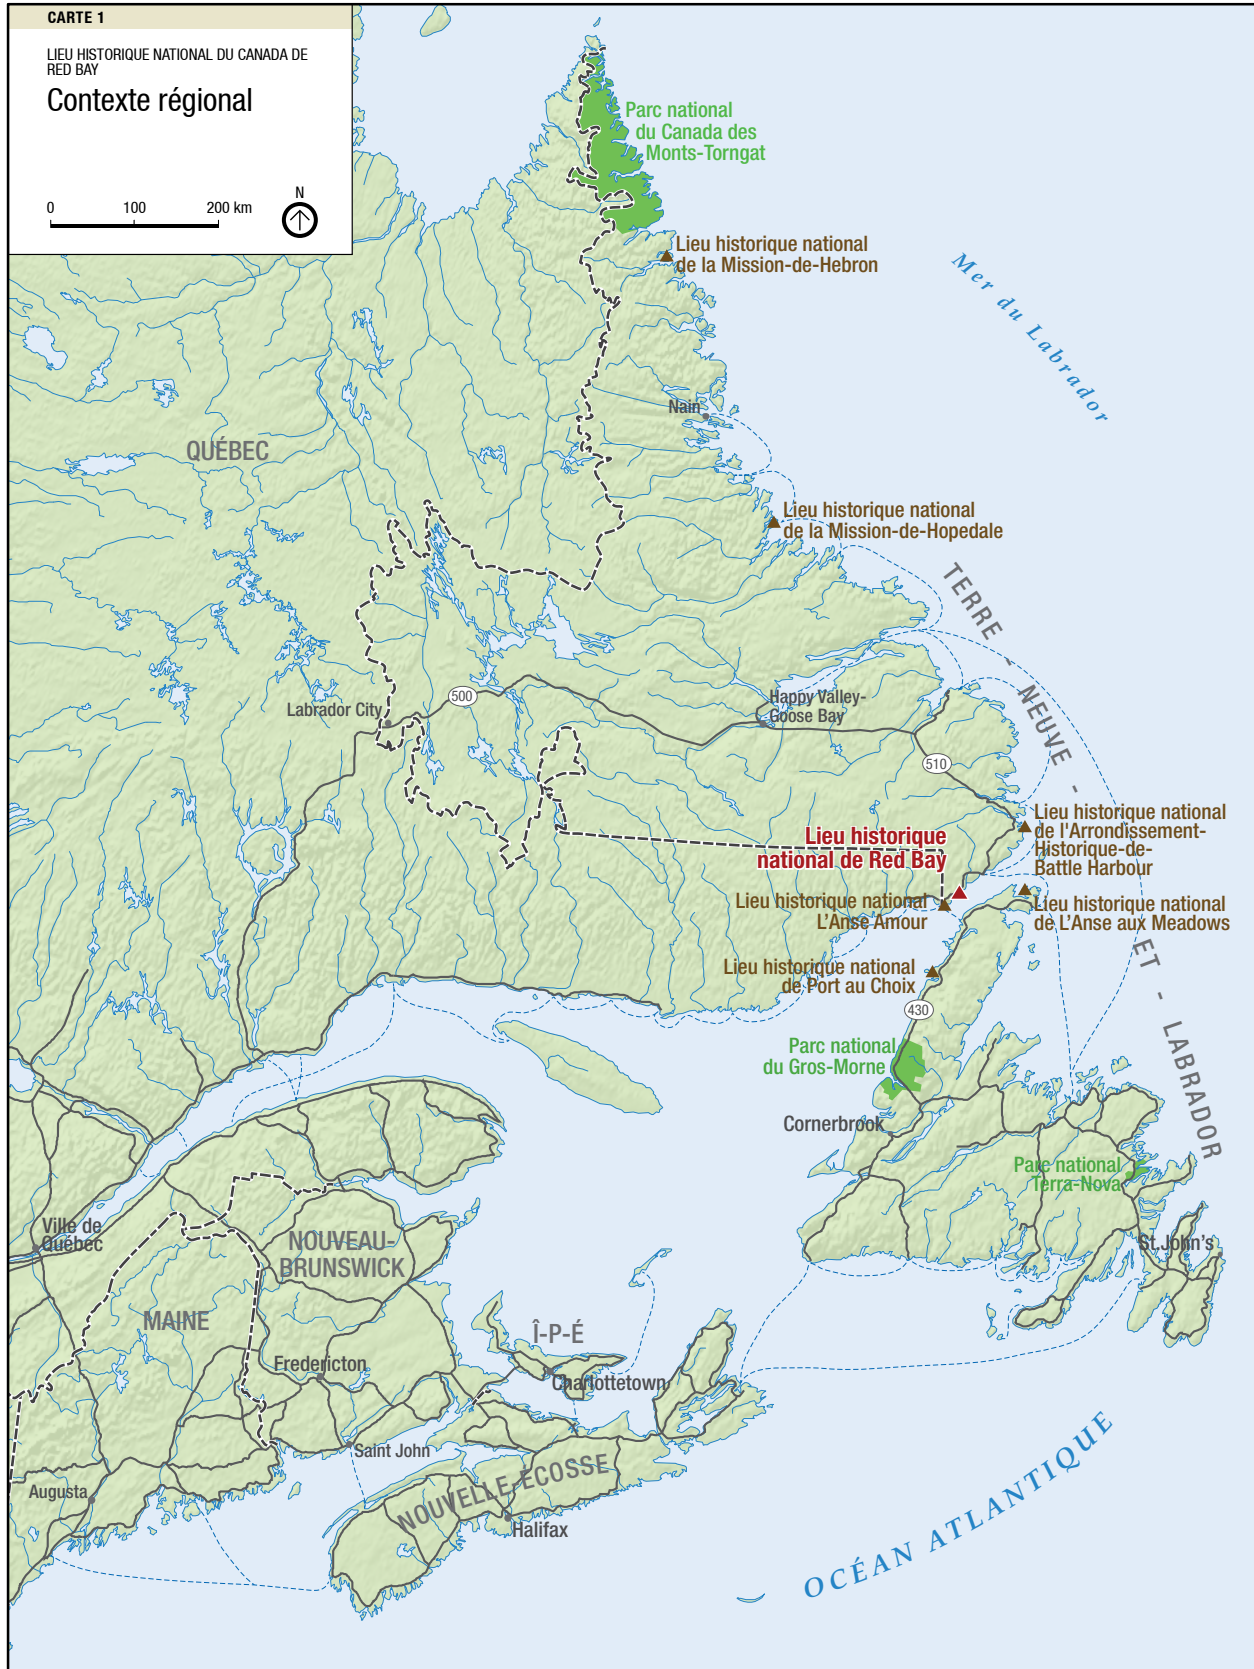 CARTE 1
LIEU HISTORIQUE NATIONAL DU CANADA DE
RED BAY
Contexte régional
0 100 200 km
N
Parc national
du Canada des
Monts-Torngat
Lieu historique national
de la Mission-de-Hebron
Mer du Labrador
Nain
QUÉBEC
Lieu historique national
de la Mission-de-Hopedale
TERRE - NEUVE - ET - LABRADOR
Labrador City
500
Happy Valley-
Goose Bay
510
Lieu historique
national de Red Bay
Lieu historique national
de l'Arrondissement-
Historique-de-
Battle Harbour
Lieu historique national
L'Anse Amour
Lieu historique national
de L'Anse aux Meadows
Lieu historique national
de Port au Choix
430
Parc national
du Gros-Morne
Cornerbrook
Parc national
Terra-Nova
St.John's
Ville de
Québec
NOUVEAU-
BRUNSWICK
MAINE
Î-P-É
Fredericton
Charlottetown
Saint John
Augusta
NOUVELLE-ÉCOSSE
Halifax
OCÉAN ATLANTIQUE